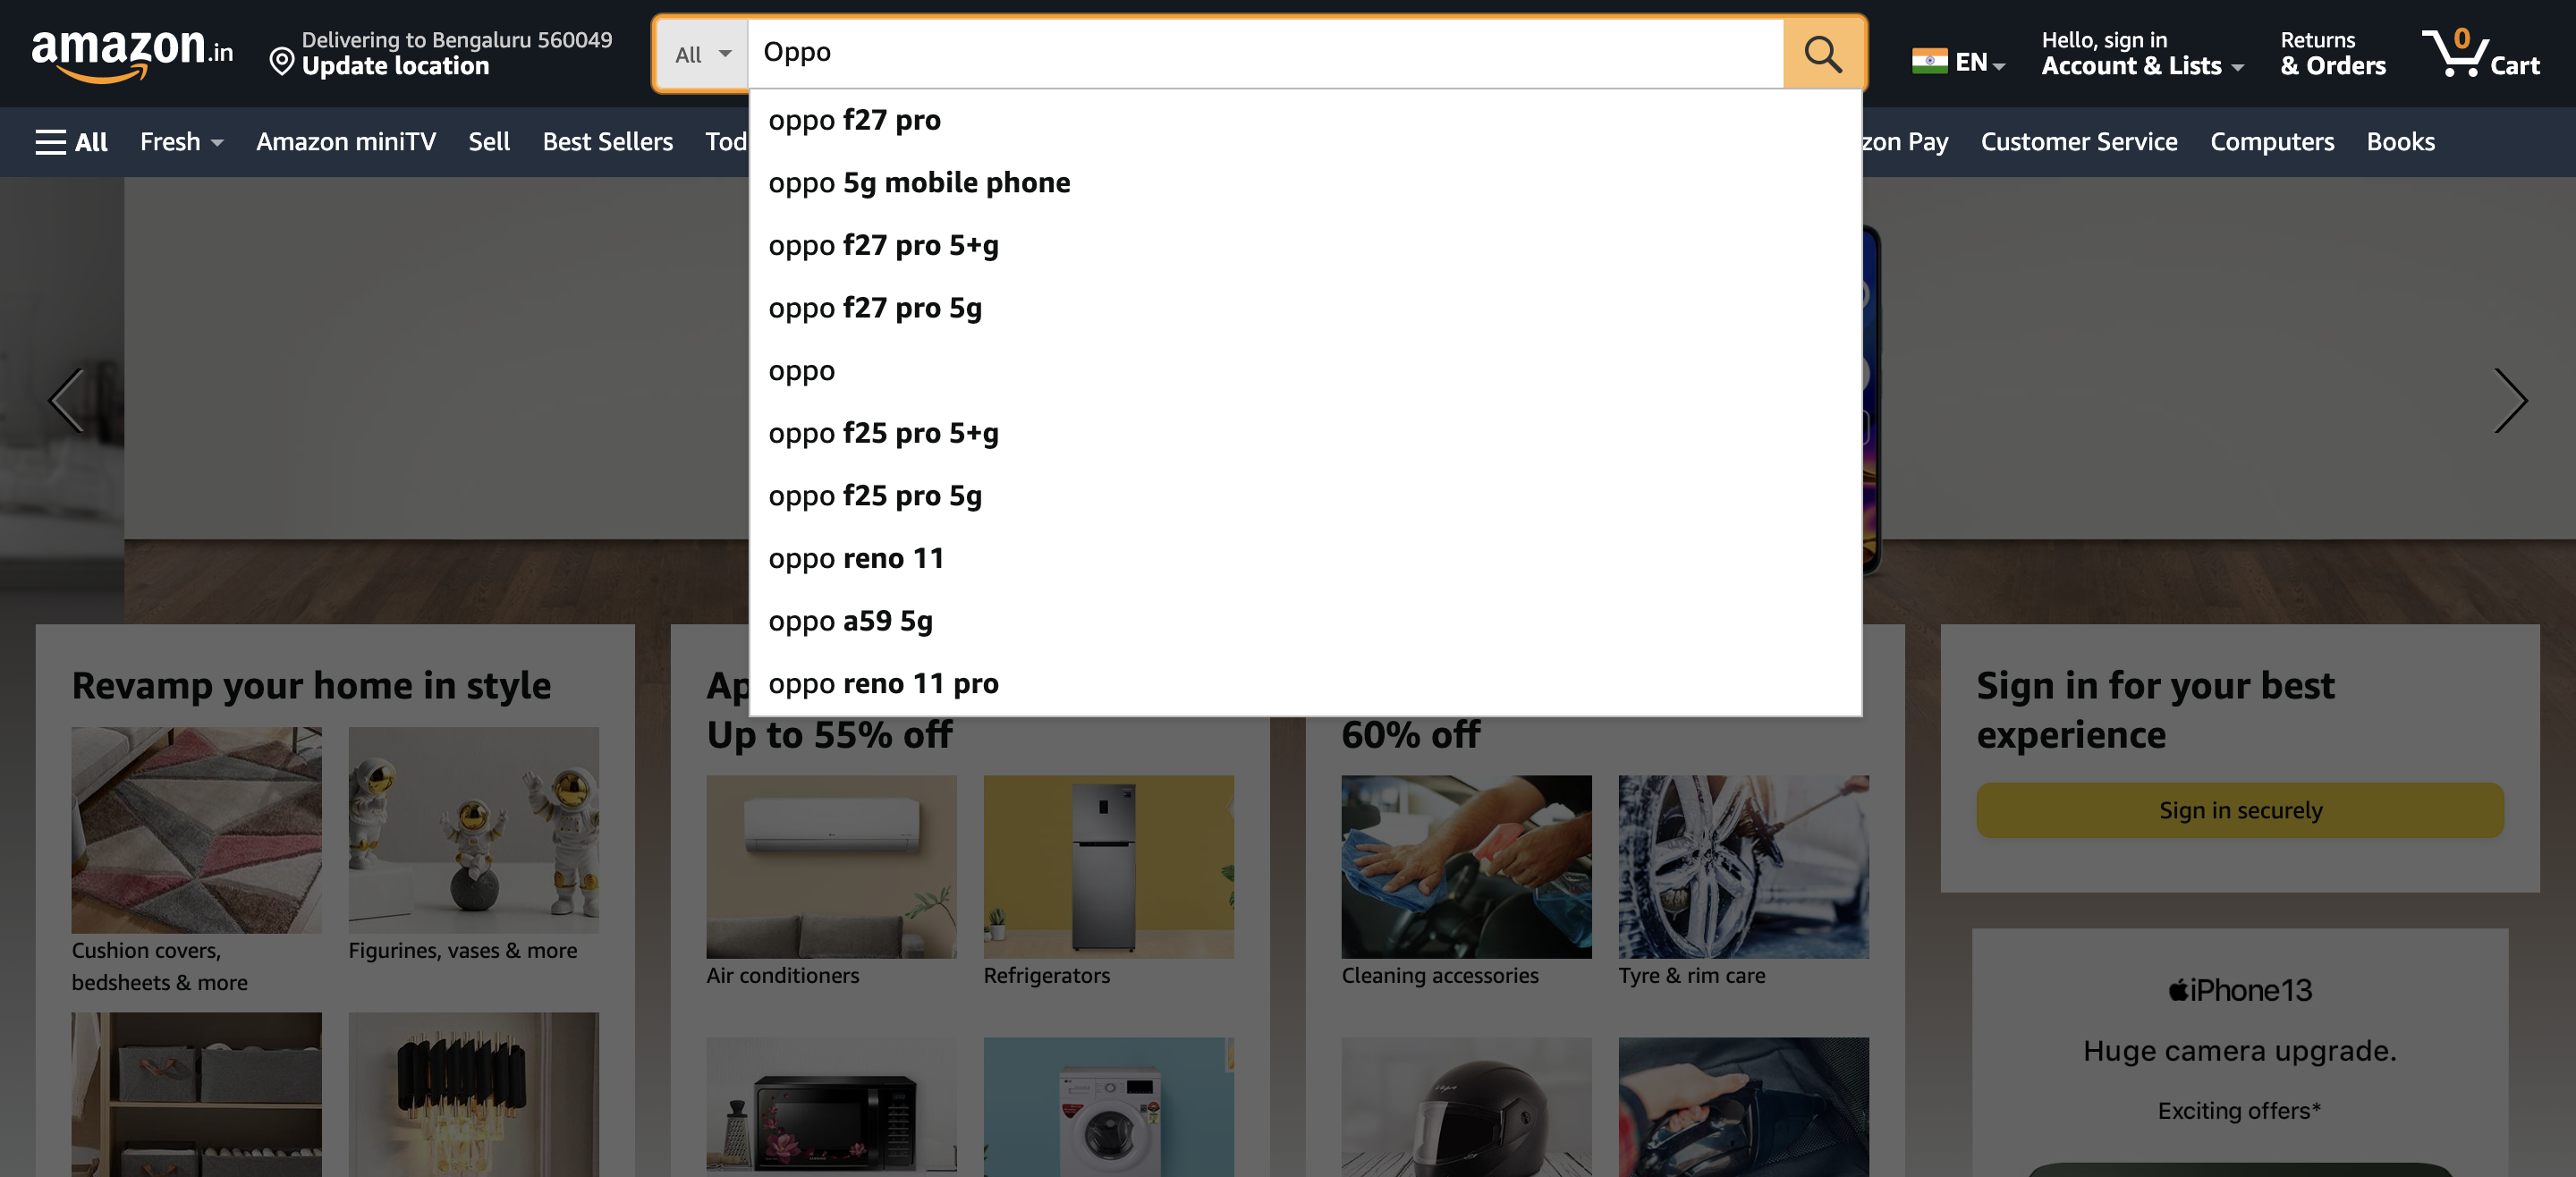 amazon.in
Delivering to Bengaluru 560049
Update location
All
Oppo
EN
Hello, sign in
Account & Lists
Returns
& Orders
0
Cart
All
Fresh
Amazon miniTV
Sell
Best Sellers
Tod
zon Pay
Customer Service
Computers
Books
oppo f27 pro
oppo 5g mobile phone
oppo f27 pro 5+g
oppo f27 pro 5g
oppo
oppo f25 pro 5+g
oppo f25 pro 5g
oppo reno 11
oppo a59 5g
oppo reno 11 pro
Revamp your home in style
Cushion covers,
bedsheets & more
Figurines, vases & more
Ap
Up to 55% off
Air conditioners
Refrigerators
60% off
Cleaning accessories
Tyre & rim care
Sign in for your best
experience
Sign in securely
iPhone13
Huge camera upgrade.
Exciting offers*